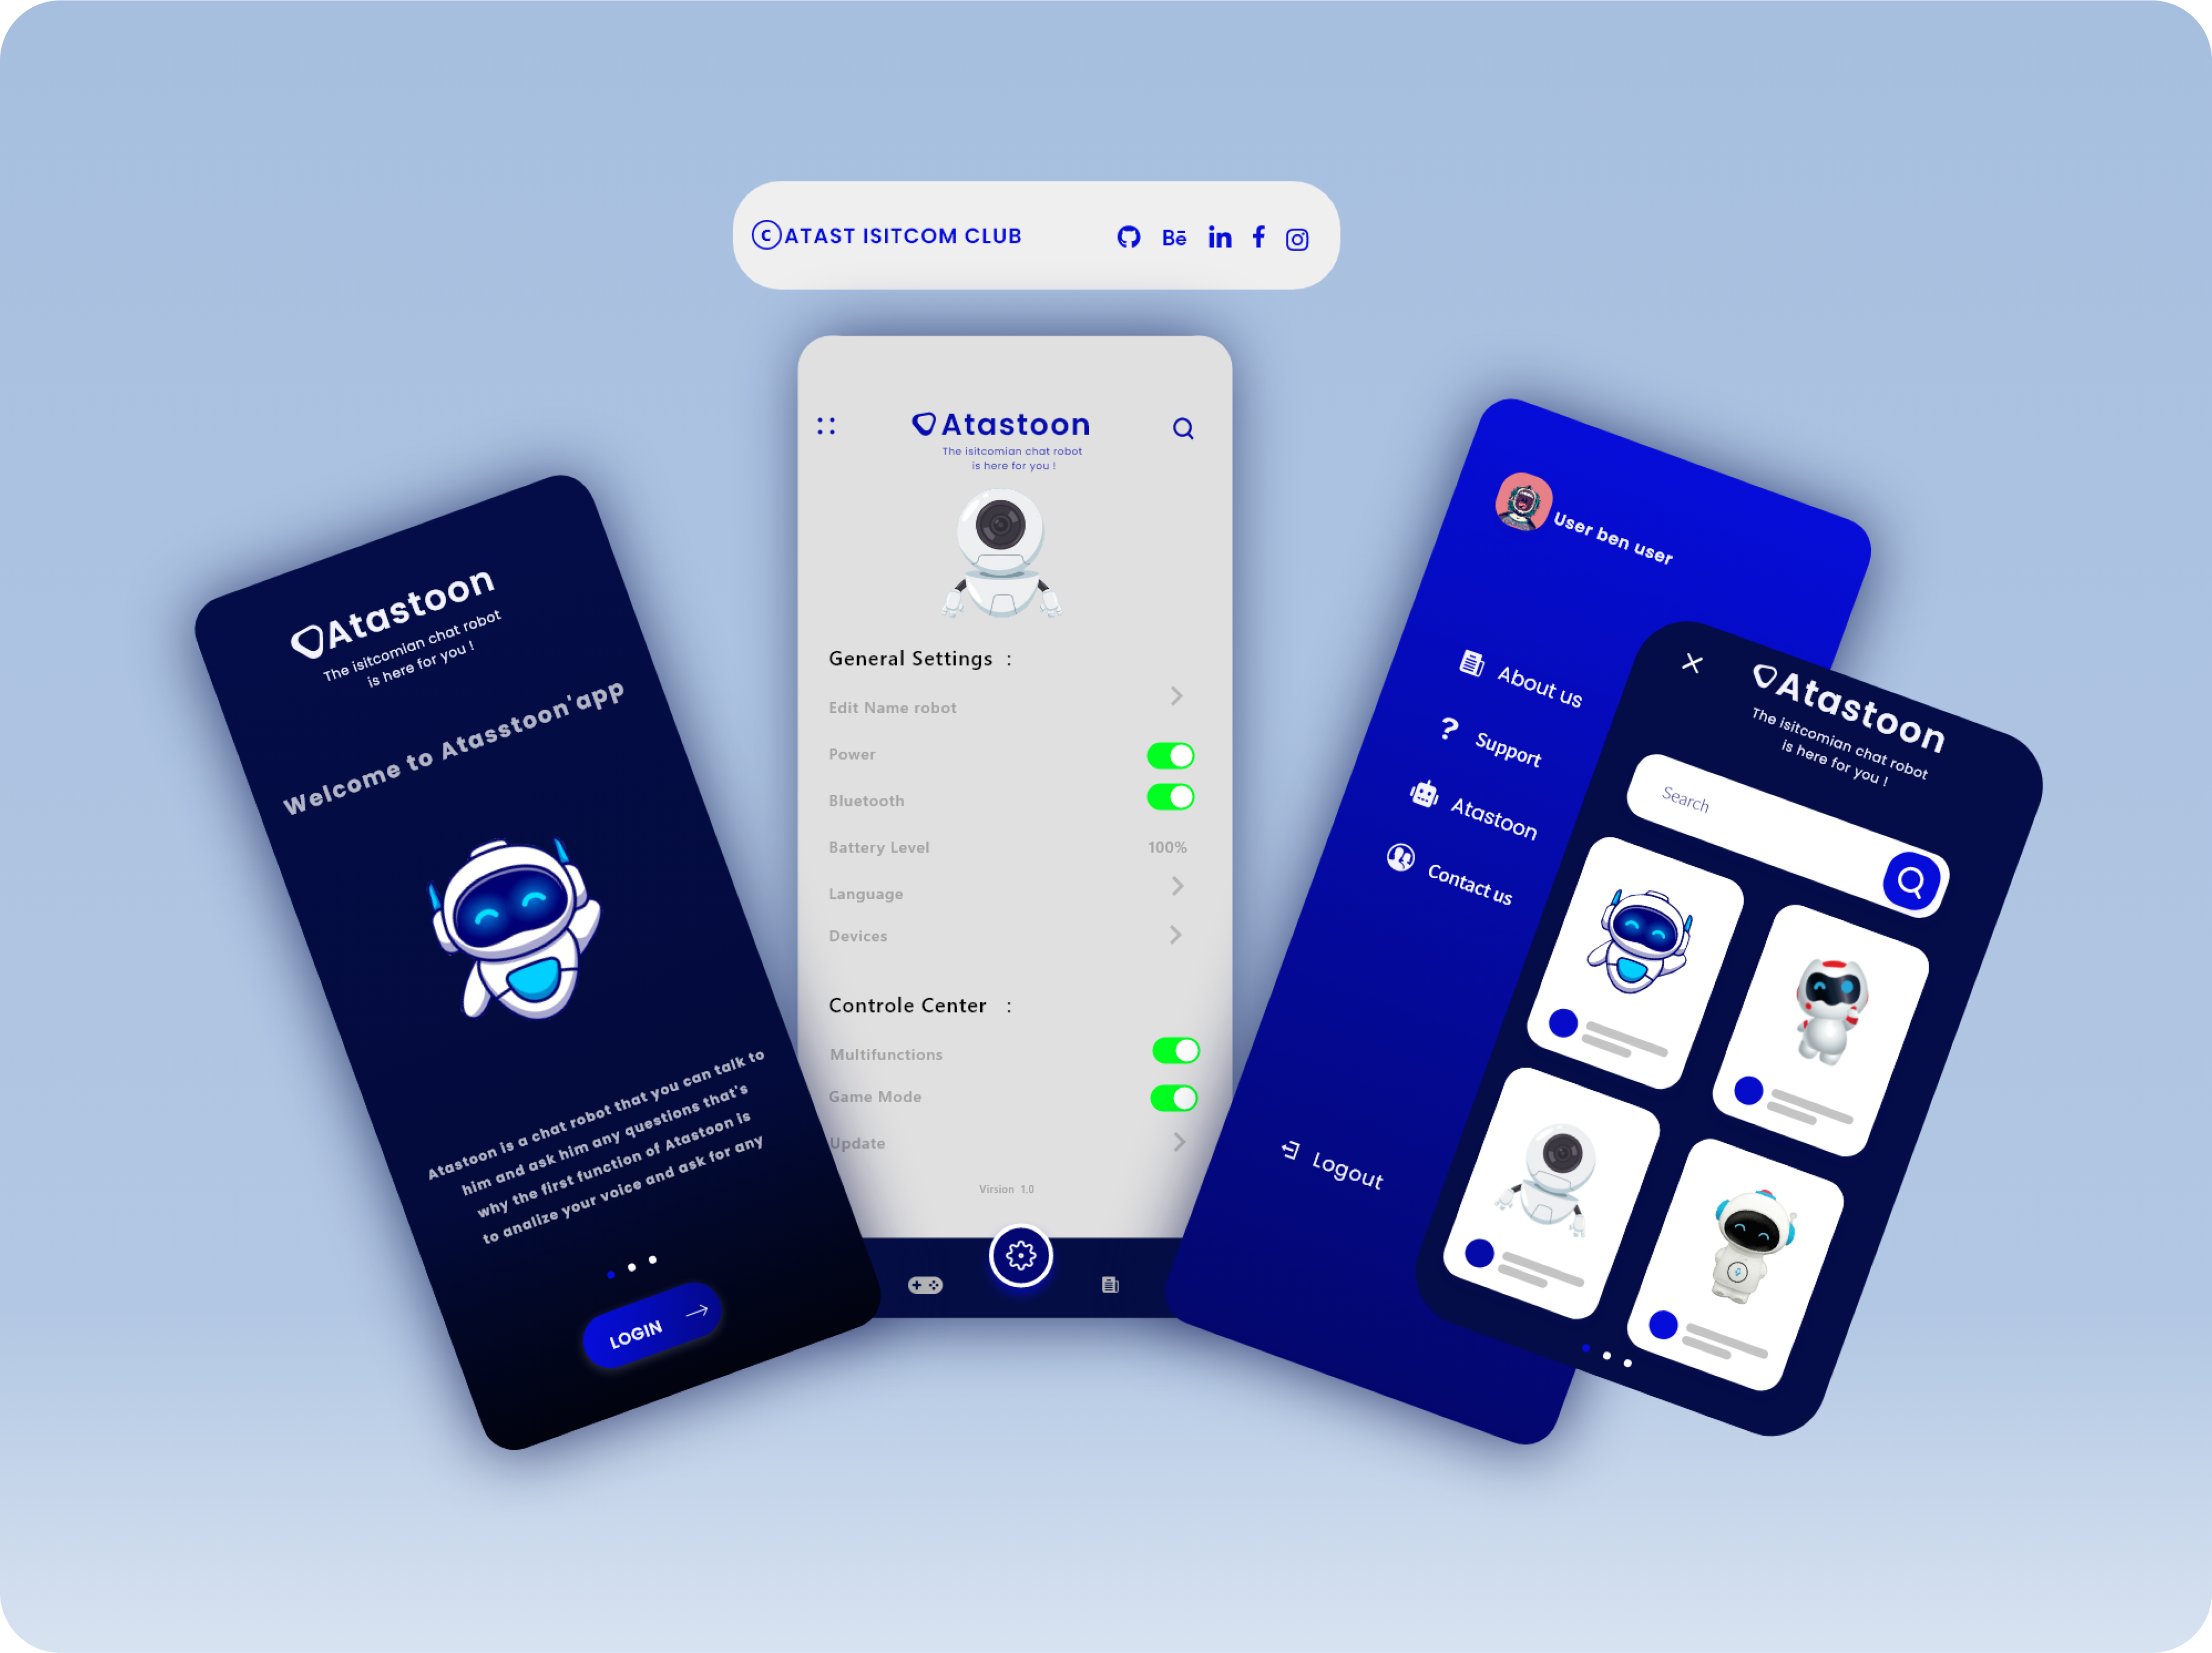 ©ATAST ISITCOM CLUB
Bē in f
Atastoon
The isitcomian chat robot
is here for you !
Welcome to Atasstoon'app
Atastoon is a chat robot that you can talk to
him and ask him any questions that's
why the first function of Atastoon is
to analize your voice and ask for any
LOGIN
Atastoon
The isitcomian chat robot
is here for you !
General Settings :
Edit Name robot
Power
Bluetooth
Battery Level 100%
Language
Devices
Controle Center :
Multifunctions
Game Mode
Update
Virsion 1.0
User ben user
About us
? Support
Atastoon
Contact us
Logout
Atastoon
The isitcomian chat robot
is here for you !
Search